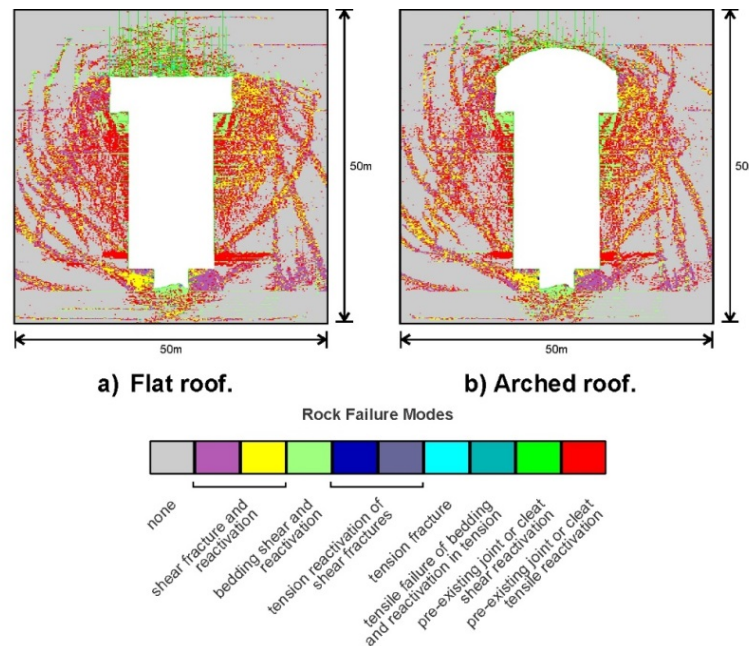 50m
50
50m
50m
a) Flat roof.
b) Arched roof.
Rock Failure Modes
none
shear fracture and
reactivation
bedding shear and
reactivation
tension reactivation of
shear fractures
tension fracture
tensile failure of bedding
and reactivation in tension
pre-existing joint or cleat
shear reactivation
pre-existing joint or cleat
tensile reactivation